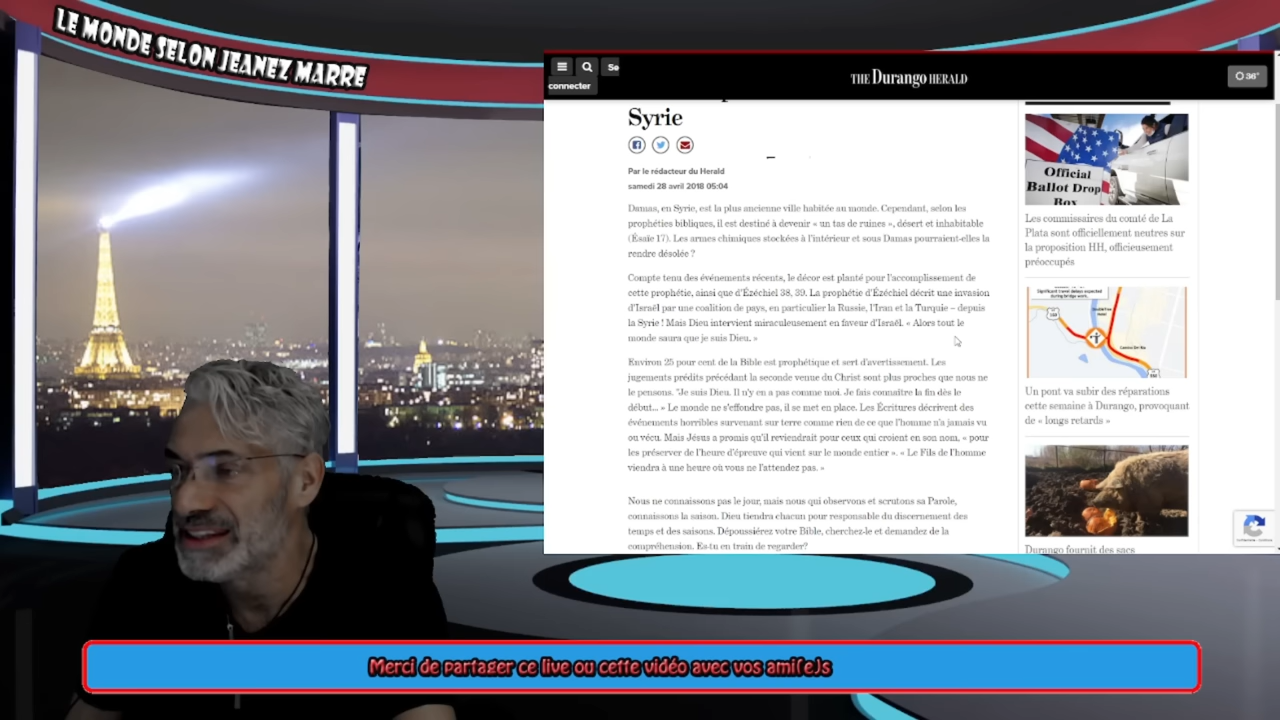 LE MONDE SELON JEANEZ MARRE
Se
connecter
THE Durango HERALD
36°
Syrie
Par le rédacteur du Herald
samedi 28 avril 2018 05:04
Damas, en Syrie, est la plus ancienne ville habitée au monde. Cependant, selon les
prophéties bibliques, il est destiné à devenir « un tas de ruines », désert et inhabitable
(Ésaïe 17). Les armes chimiques stockées à l'intérieur et sous Damas pourraient-elles la
rendre désolée ?
Compte tenu des événements récents, le décor est planté pour l'accomplissement de
cette prophétie, ainsi que d'Ézéchiel 38, 39. La prophétie d'Ézéchiel décrit une invasion
d'Israël par une coalition de pays, en particulier la Russie, l'Iran et la Turquie – depuis
la Syrie ! Mais Dieu intervient miraculeusement en faveur d'Israël. « Alors tout le
monde saura que je suis Dieu. »
Environ 25 pour cent de la Bible est prophétique et sert d'avertissement. Les
jugements prédits précédant la seconde venue du Christ sont plus proches que nous ne
le pensons. "Je suis Dieu. Il n'y en a pas comme moi. Je fais connaître la fin dès le
début... » Le monde ne s'effondre pas, il se met en place. Les Écritures décrivent des
événements horribles survenant sur terre comme rien de ce que l'homme n'a jamais vu
ou vécu. Mais Jésus a promis qu'il reviendrait pour ceux qui croient en son nom, « pour
les préserver de l'heure d'épreuve qui vient sur le monde entier ». « Le Fils de l'homme
viendra à une heure où vous ne l'attendez pas. »
Nous ne connaissons pas le jour, mais nous qui observons et scrutons sa Parole,
connaissons la saison. Dieu tiendra chacun pour responsable du discernement des
temps et des saisons. Dépoussiérez votre Bible, cherchez-le et demandez de la
compréhension. Es-tu en train de regarder?
Official
Ballot Drop
Box
Les commissaires du comté de La
Plata sont officiellement neutres sur
la proposition HH, officieusement
préoccupés
Un pont va subir des réparations
cette semaine à Durango, provoquant
de « longs retards »
Durango fournit des sacs
Merci de partager ce live ou cette vidéo avec vos ami(e)s